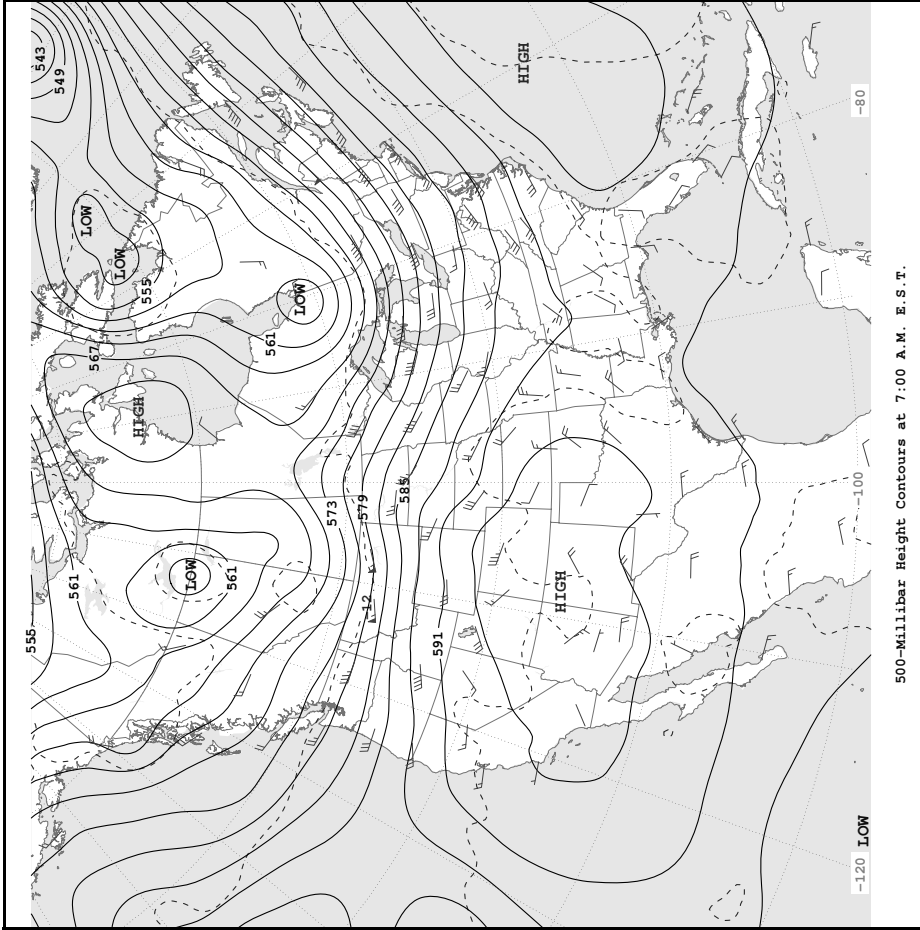 543
549
HIGH
-80
LOW
LOW
555
LOW
567
561
HIGH
573
579
585
-100
555
561
LOW
561
-12
591
HIGH
LOW
-120
500-Millibar Height Contours at 7:00 A.M. E.S.T.